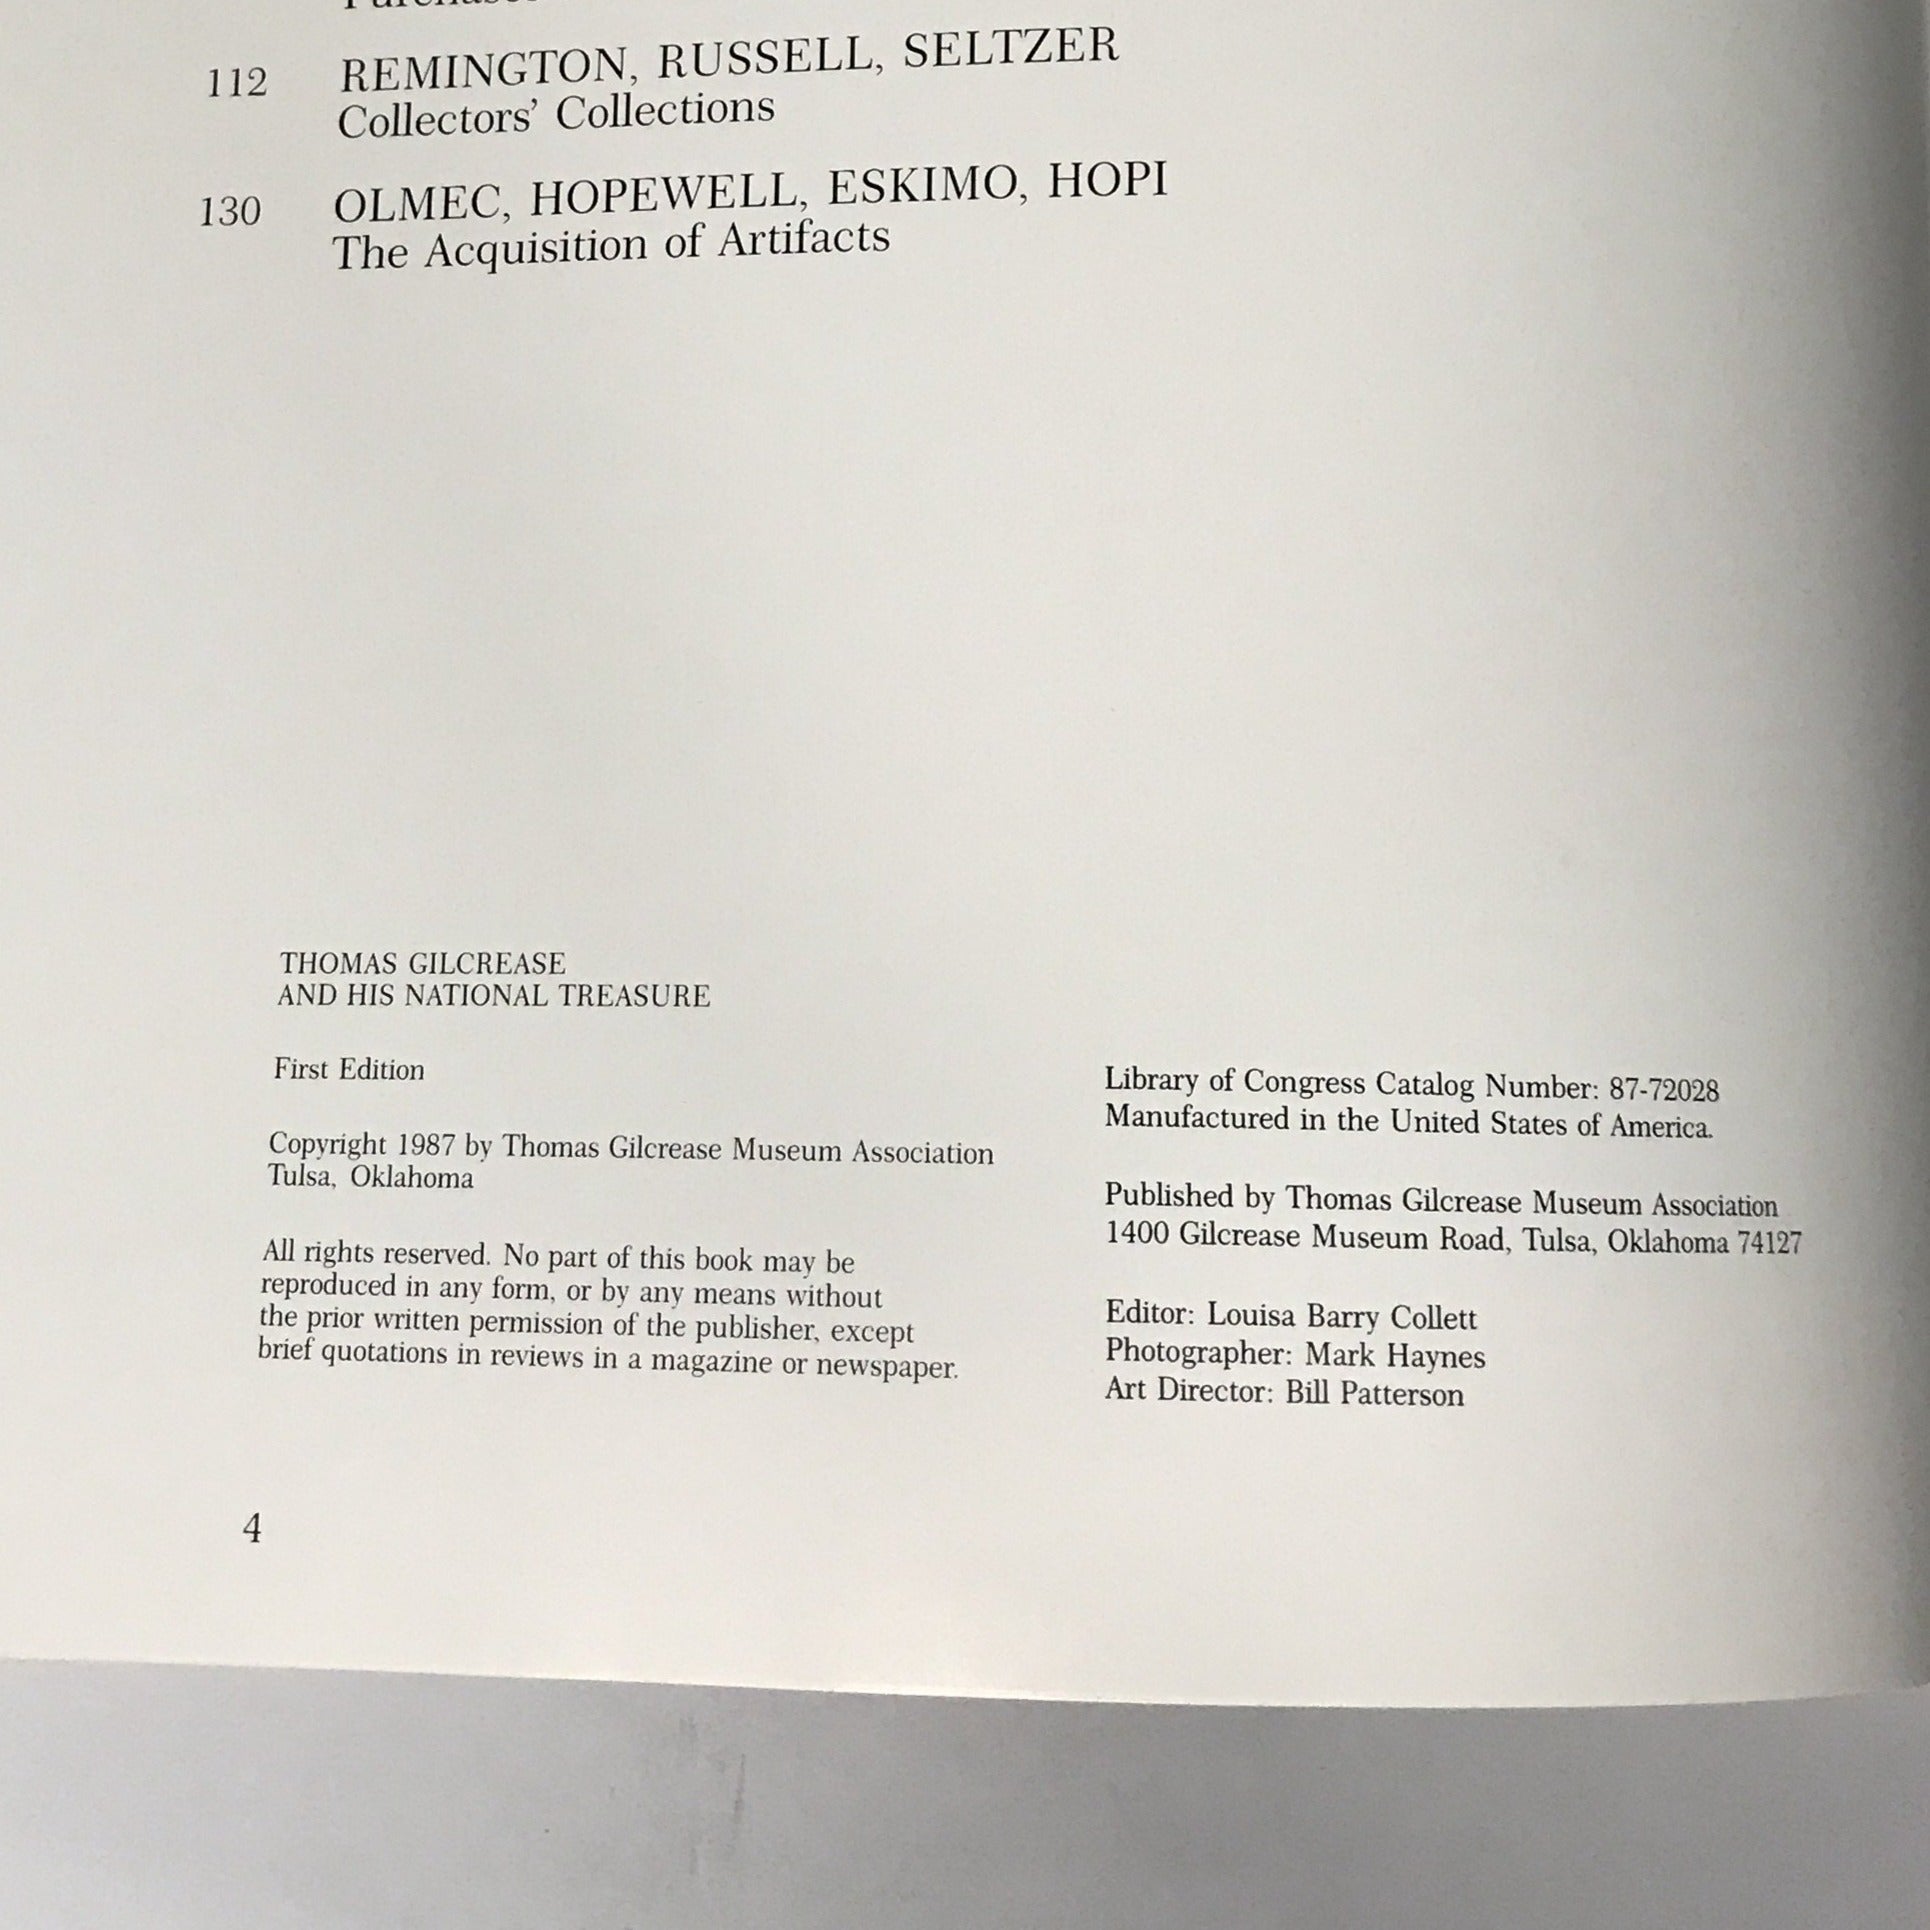 112 REMINGTON, RUSSELL, SELTZER
Collectors’ Collections
130 OLMEC, HOPEWELL, ESKIMO, HOPI
The Acquisition of Artifacts
THOMAS GILCREASE
AND HIS NATIONAL TREASURE
First Edition
Copyright 1987 by Thomas Gilcrease Museum Association
Tulsa, Oklahoma
All rights reserved. No part of this book may be
reproduced in any form, or by any means without
the prior written permission of the publisher, except
brief quotations in reviews in a magazine or newspaper.
Library of Congress Catalog Number: 87-72028
Manufactured in the United States of America.
Published by Thomas Gilcrease Museum Association
1400 Gilcrease Museum Road, Tulsa, Oklahoma 74127
Editor: Louisa Barry Collett
Photographer: Mark Haynes
Art Director: Bill Patterson
4